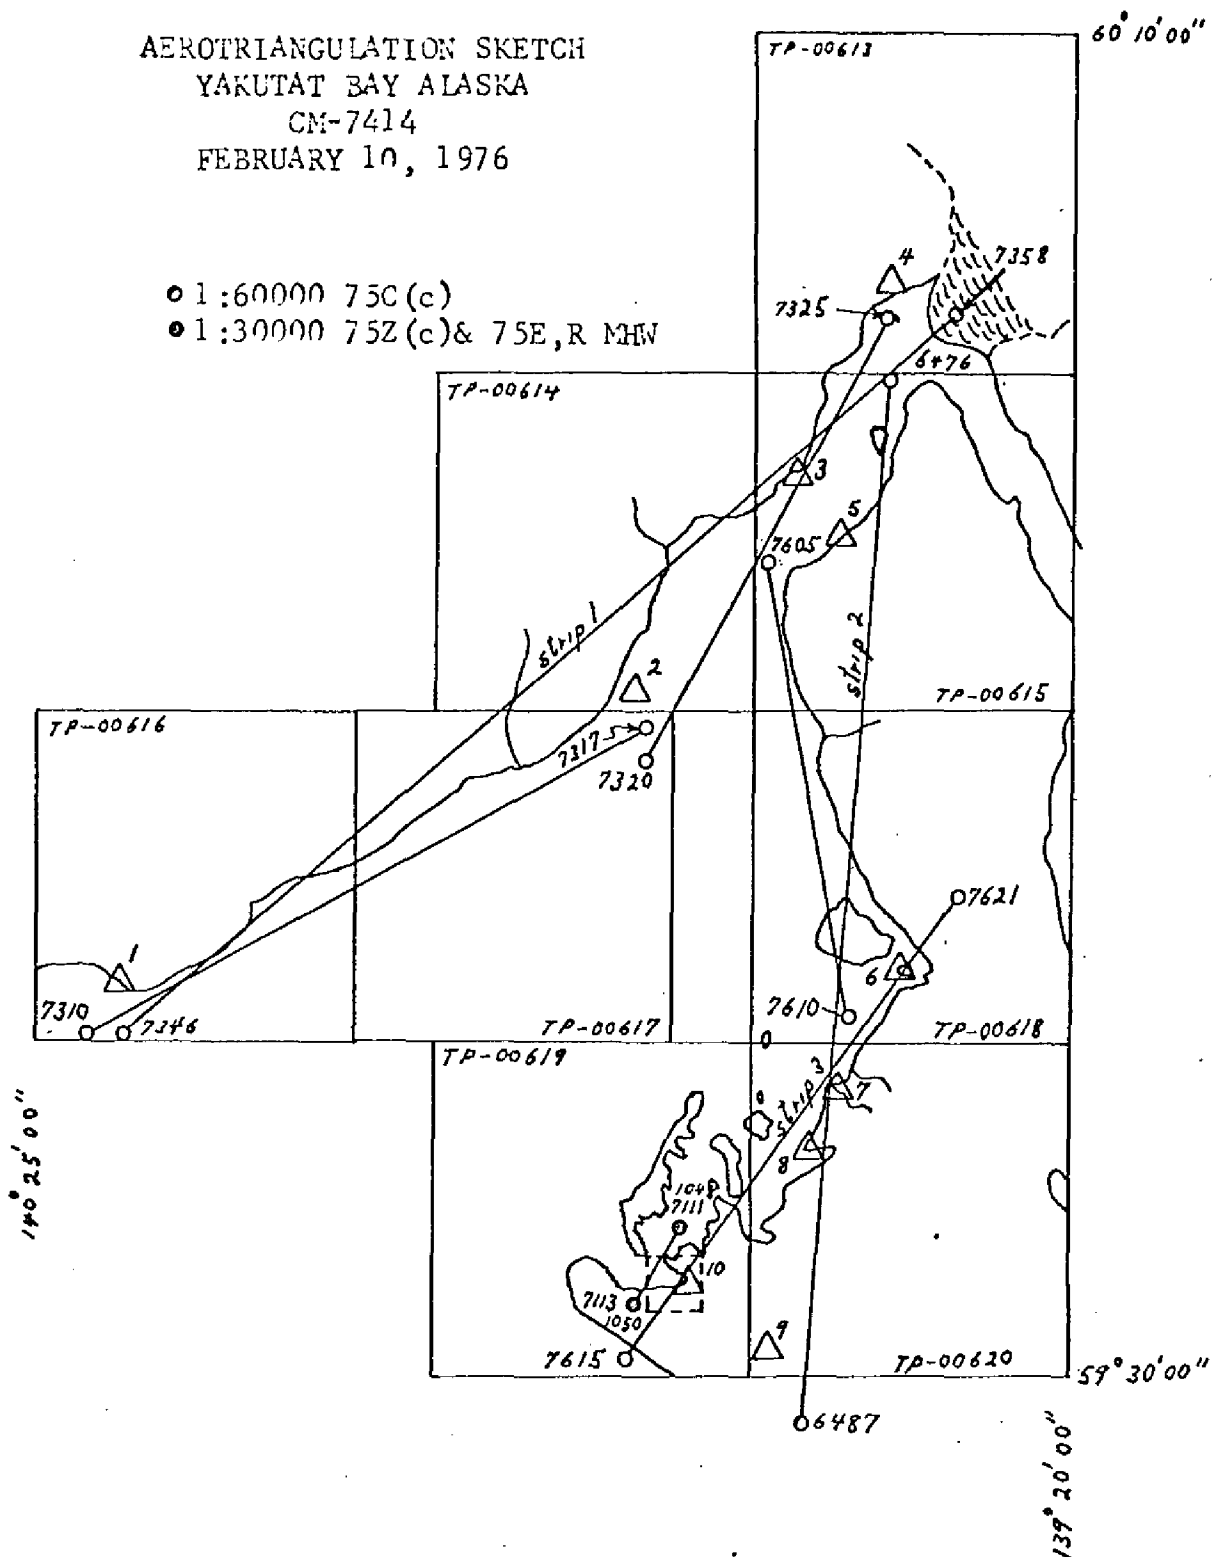 AEROTRIANGULATION SKETCH
YAKUTAT BAY ALASKA
CM-7414
FEBRUARY 10, 1976
1:60000 75C(c)
1:30000 75Z(c)& 75E,R MHW
60° 10' 00"
TP-00613
4
7358
7325
6476
TP-00614
3
5
7605
strip 1
strip 2
2
TP-00615
TP-00616
7317
7320
7621
1
6
7310
7346
7610
TP-00617
TP-00618
TP-00619
strip 3
7
8
140° 25' 00"
1048
7111
10
7113
1050
9
7615
TP-00620
59° 30' 00"
6487
139° 20' 00"